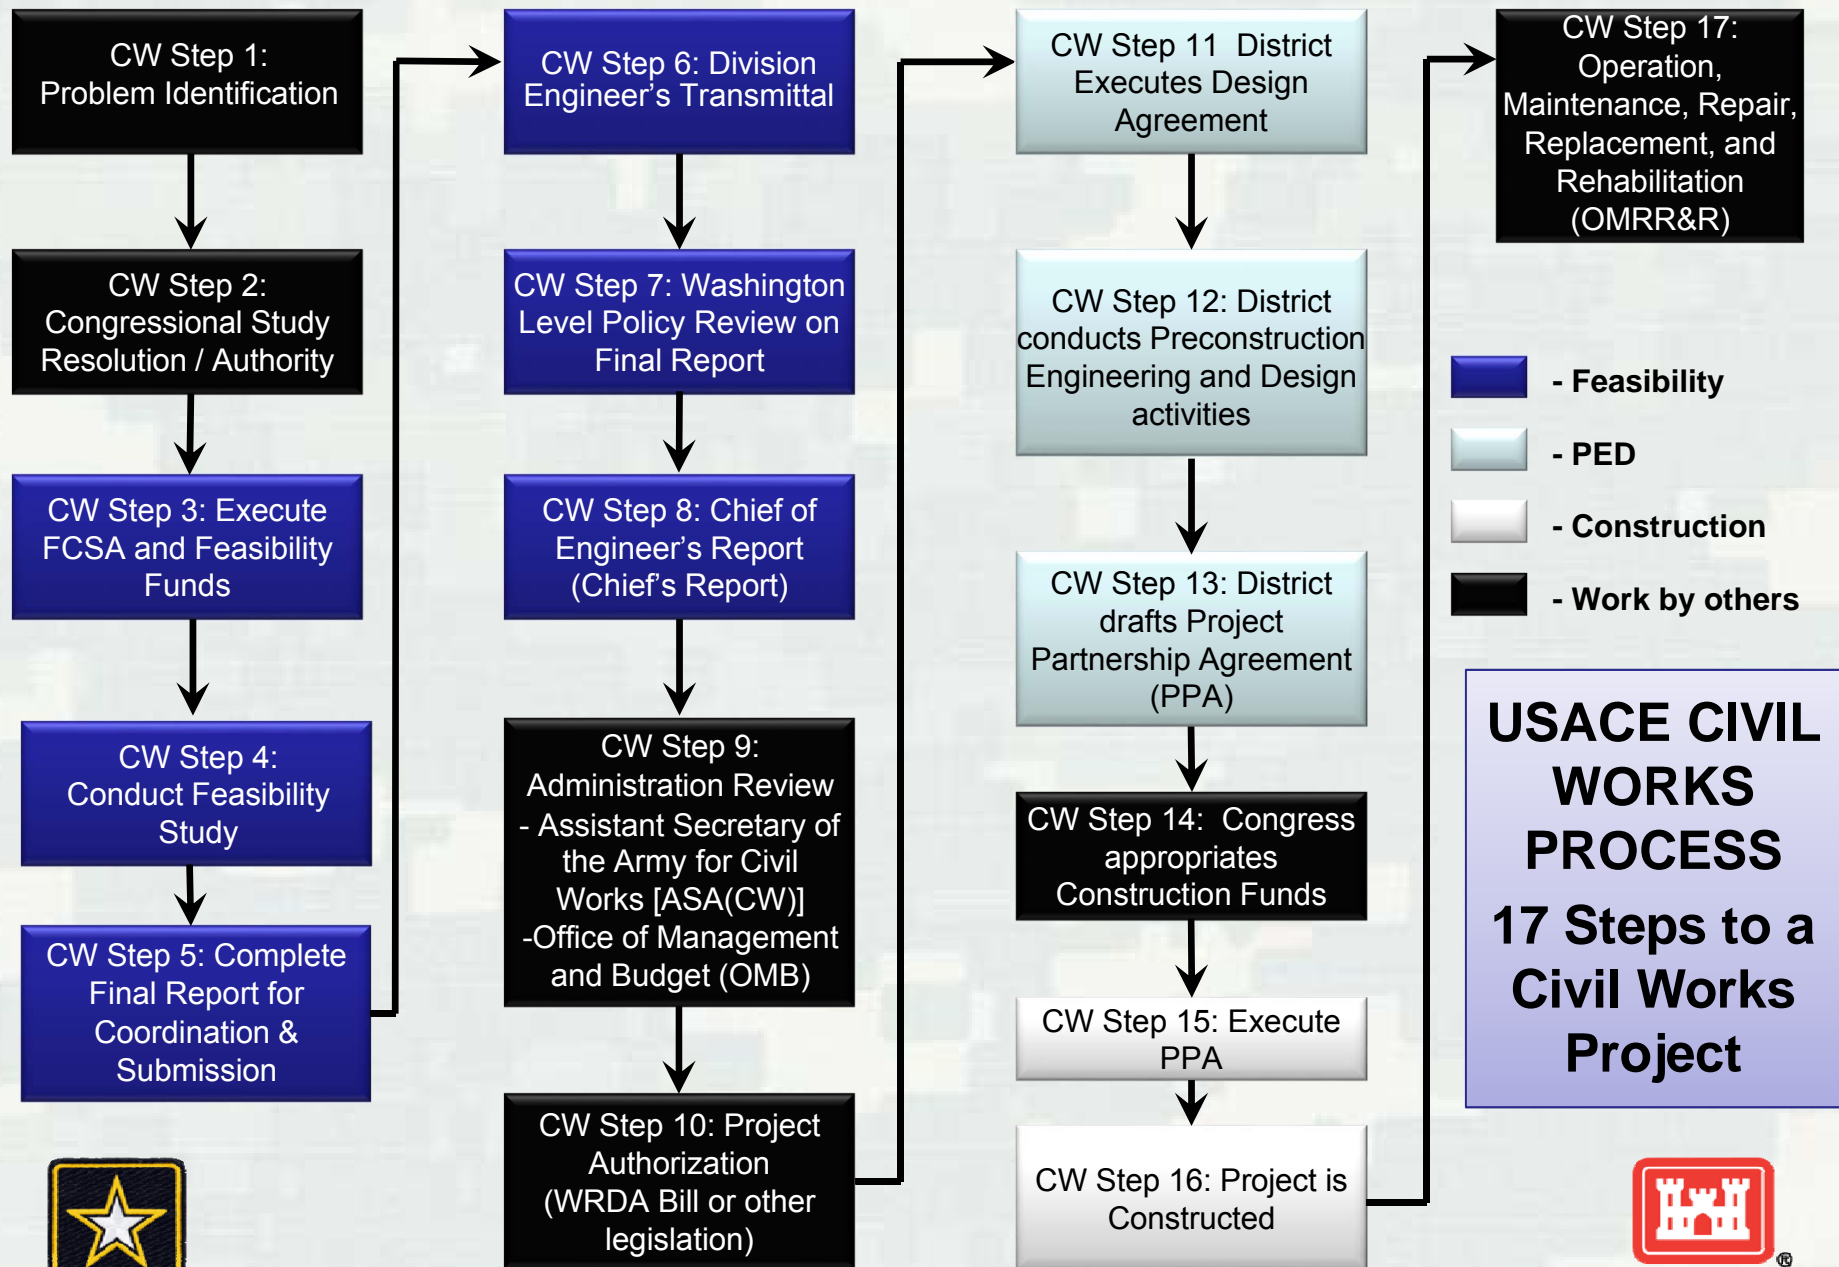 CW Step 1:
Problem Identification
CW Step 2:
Congressional Study
Resolution / Authority
CW Step 3: Execute
FCSA and Feasibility
Funds
CW Step 4:
Conduct Feasibility
Study
CW Step 5: Complete
Final Report for
Coordination &
Submission
CW Step 6: Division
Engineer’s Transmittal
CW Step 7: Washington
Level Policy Review on
Final Report
CW Step 8: Chief of
Engineer’s Report
(Chief’s Report)
CW Step 9:
Administration Review
- Assistant Secretary of
the Army for Civil
Works [ASA(CW)]
-Office of Management
and Budget (OMB)
CW Step 10: Project
Authorization
(WRDA Bill or other
legislation)
CW Step 11 District
Executes Design
Agreement
CW Step 12: District
conducts Preconstruction
Engineering and Design
activities
CW Step 13: District
drafts Project
Partnership Agreement
(PPA)
CW Step 14: Congress
appropriates
Construction Funds
CW Step 15: Execute
PPA
CW Step 16: Project is
Constructed
CW Step 17:
Operation,
Maintenance, Repair,
Replacement, and
Rehabilitation
(OMRR&R)
- Feasibility
- PED
- Construction
- Work by others
USACE CIVIL
WORKS
PROCESS
17 Steps to a
Civil Works
Project
®